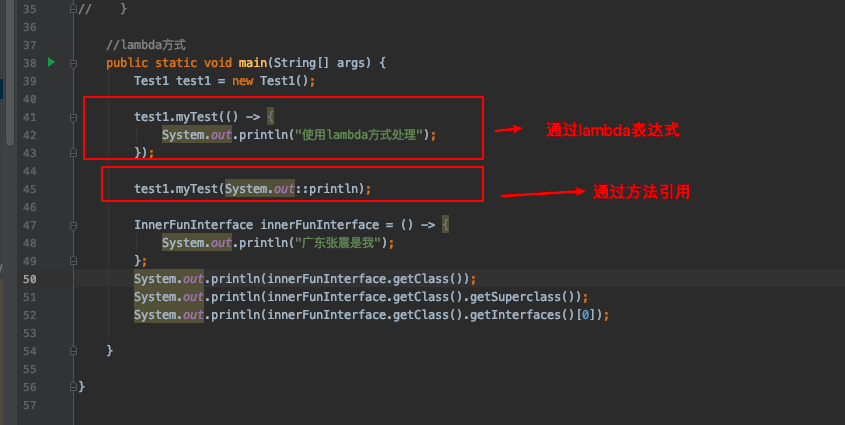 35 //    }
36
37 //lambda方式
38 public static void main(String[] args) {
39 Test1 test1 = new Test1();
40
41 test1.myTest(() -> {
42 System.out.println("使用lambda方式处理");
43 });
通过lambda表达式
44
45 test1.myTest(System.out::println);
通过方法引用
46
47 InnerFunInterface innerFunInterface = () -> {
48 System.out.println("广东张震是我");
49 };
50 System.out.println(innerFunInterface.getClass());
51 System.out.println(innerFunInterface.getClass().getSuperclass());
52 System.out.println(innerFunInterface.getClass().getInterfaces()[0]);
53
54 }
55
56 }
57